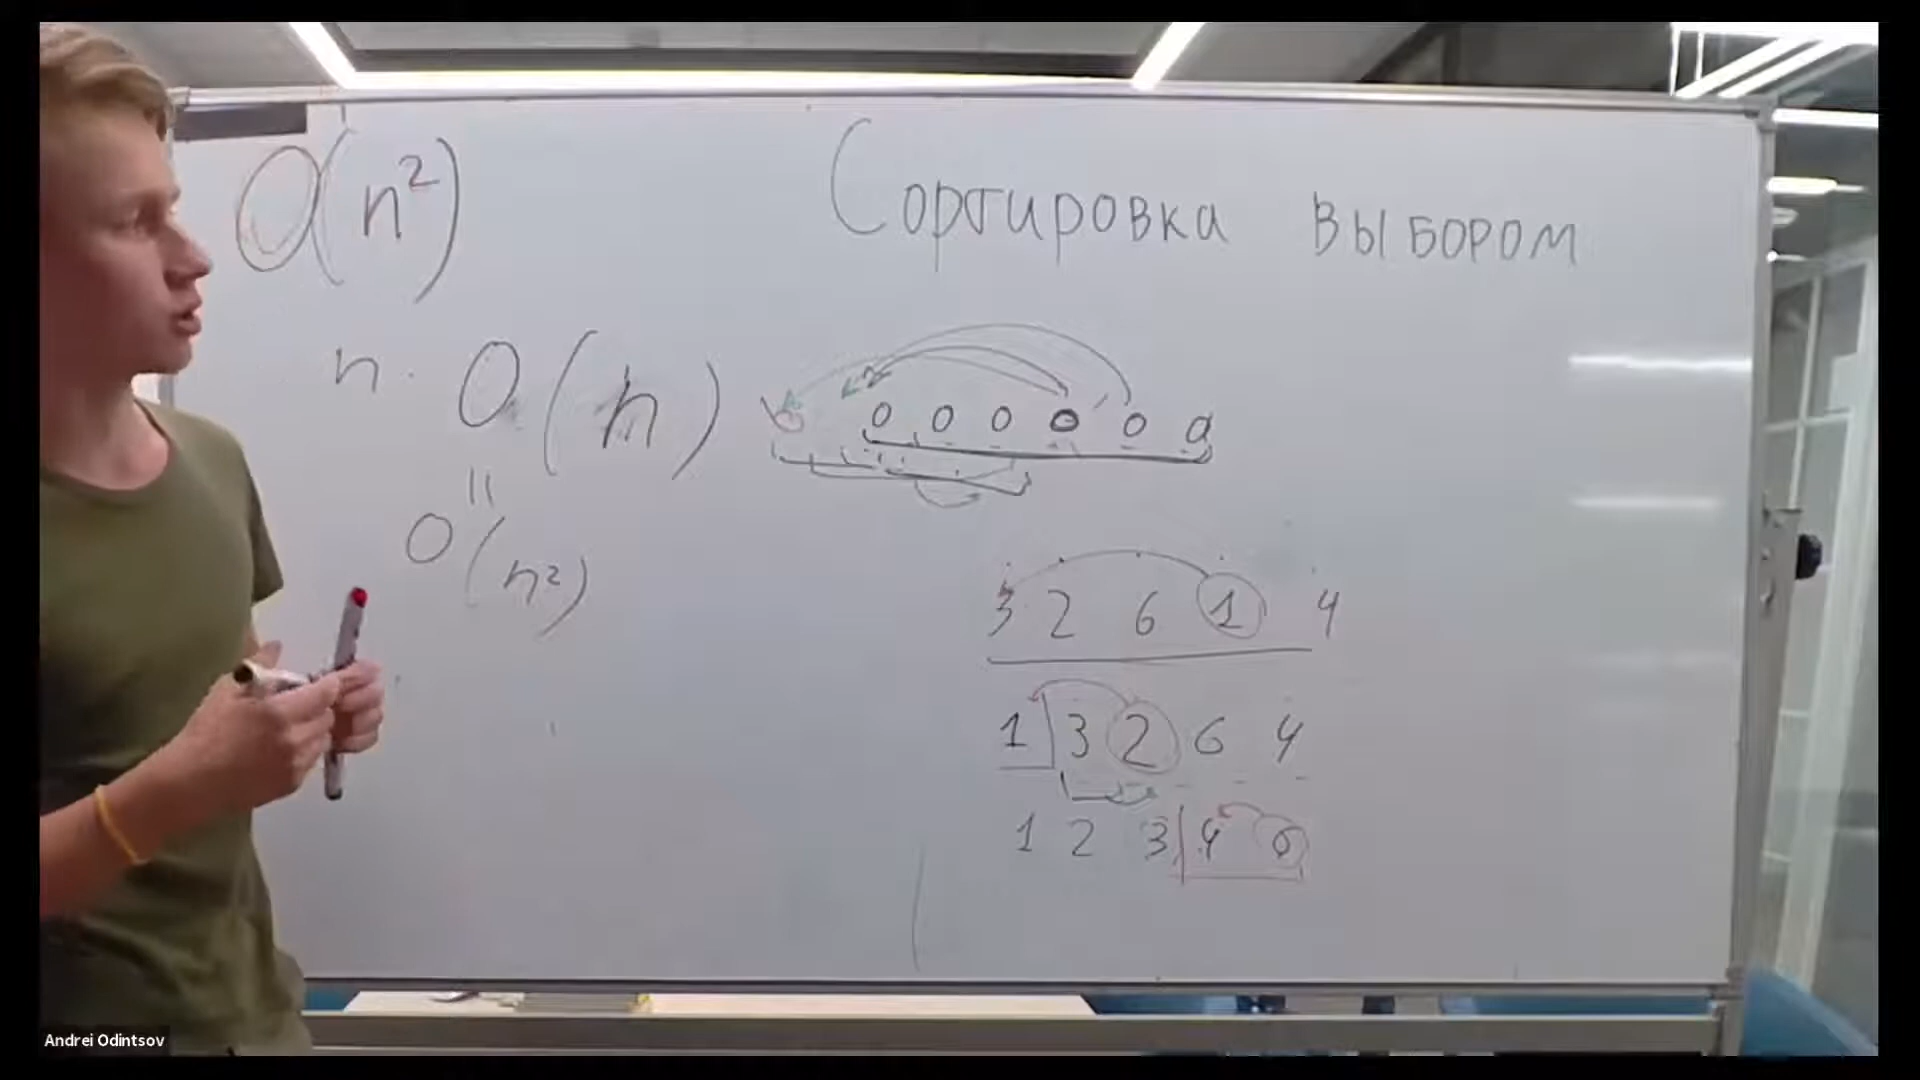 O(n²)
Сортировка выбором
n · O(n)
0 0 0 0 0 0
||
O(n²)
3 2 6 1 4
1 3 2 6 4
1 2 3 4 6
Andrei Odintsov